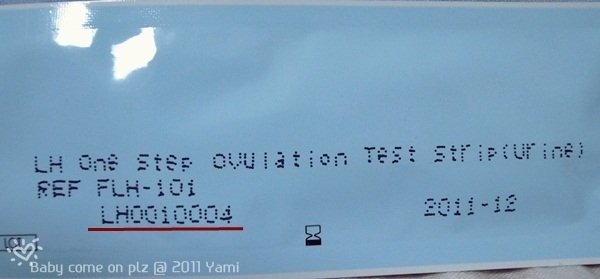 LH One Step Ovulation Test Strip(Urine)
REF FLH-101
LH0010004 2011-12
LOT
Baby come on plz @ 2011 Yami